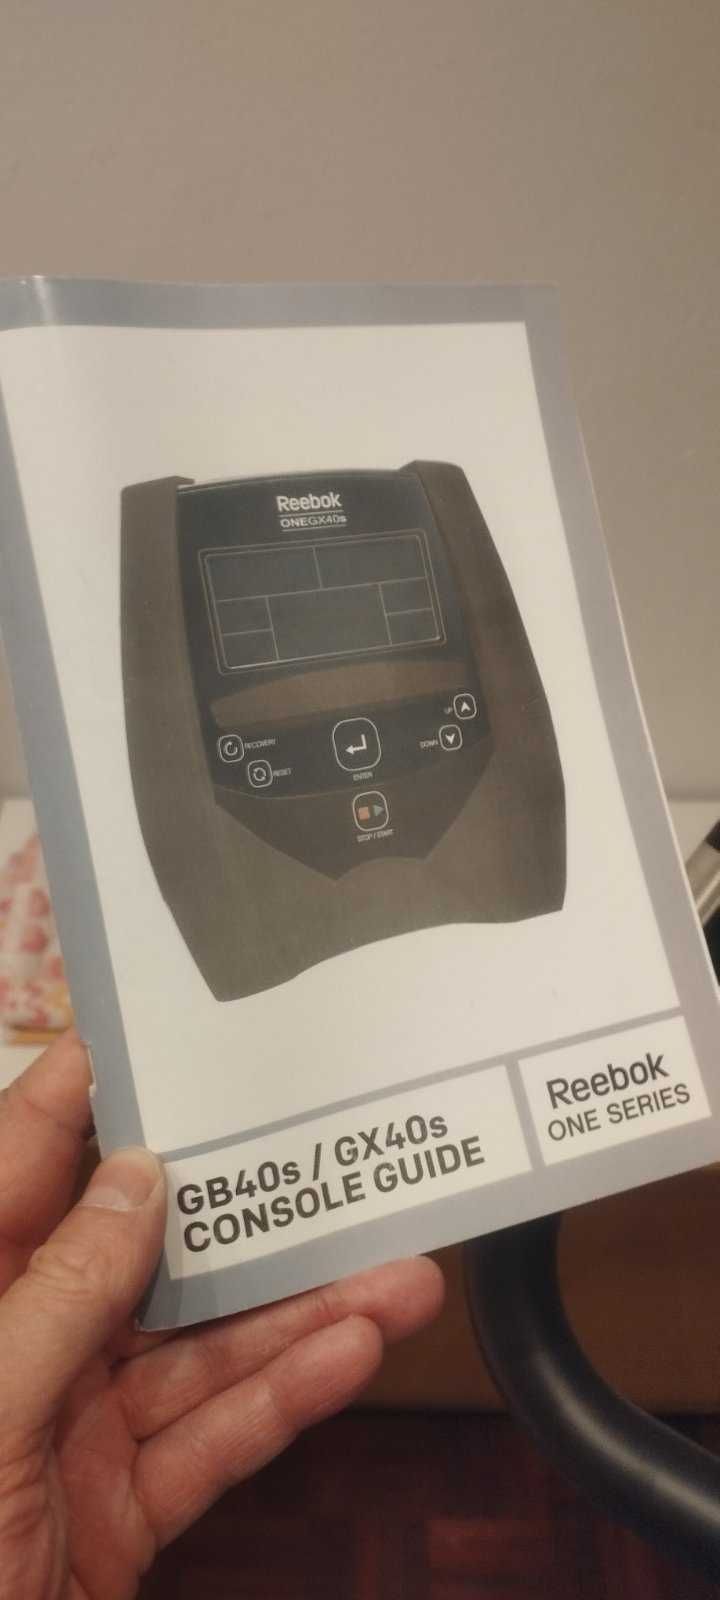 Reebok
ONEGX40s
RECOVERY
RESET
ENTER
UP
DOWN
STOP / START
GB40s / GX40s
CONSOLE GUIDE
Reebok
ONE SERIES